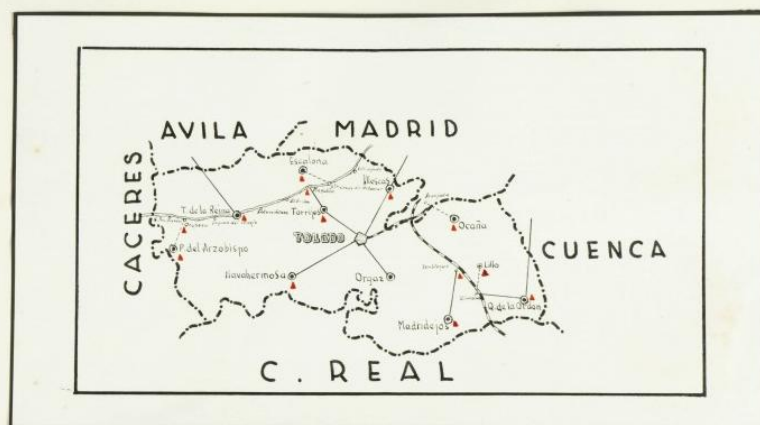 AVILA
MADRID
CACERES
Escalona
Illescas
T. de la Reina
Torrijos
TOLEDO
Ocaña
P. del Arzobispo
CUENCA
Navahermosa
Orgaz
Lillo
Q. de la Orden
Madridejos
C. REAL